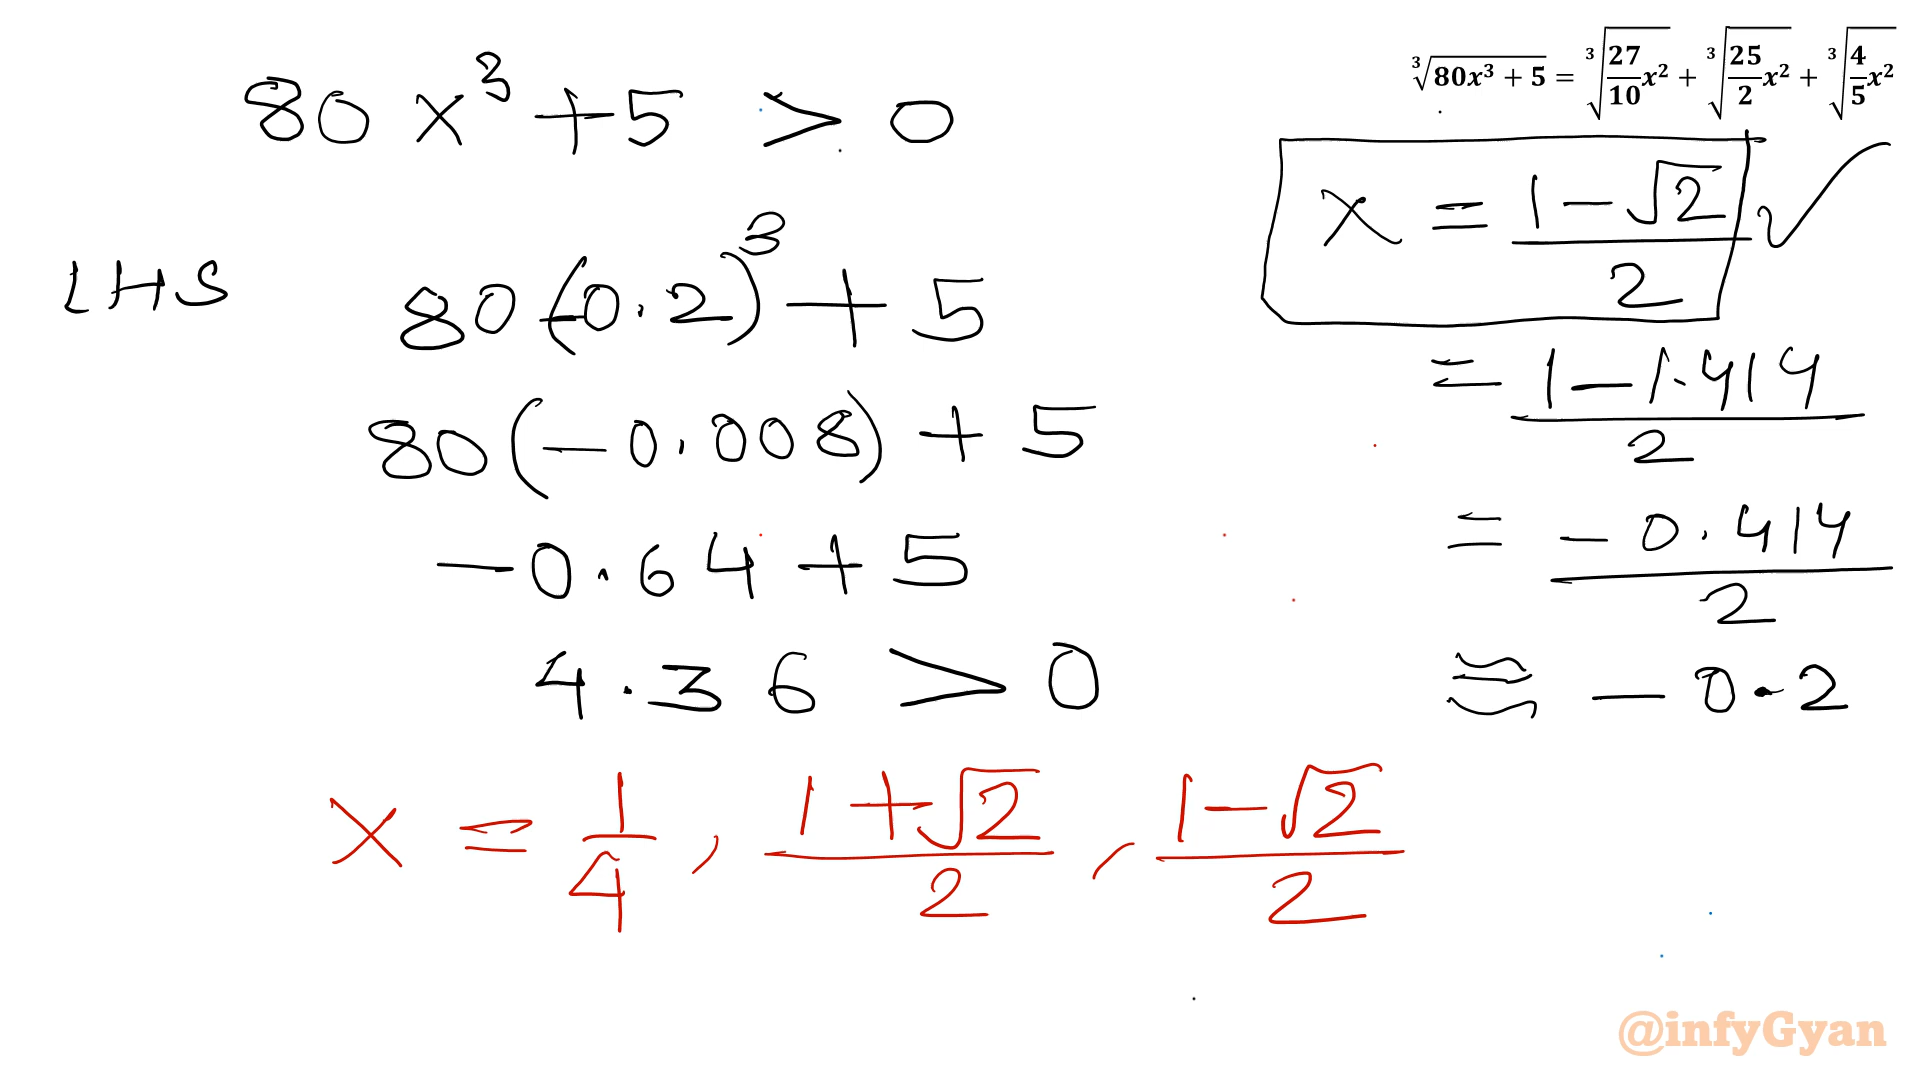 ∛(80x³ + 5) = ∛(27/10 x²) + ∛(25/2 x²) + ∛(4/5 x²)
80x³ + 5 > 0
x = (1 - √2)/2 ✓
LHS 80(-0.2)³ + 5
= (1 - 1.414)/2
80(-0.008) + 5
= -0.414/2
-0.64 + 5
≅ -0.2
4.36 > 0
x = 1/4, (1 + √2)/2, (1 - √2)/2
@infyGyan